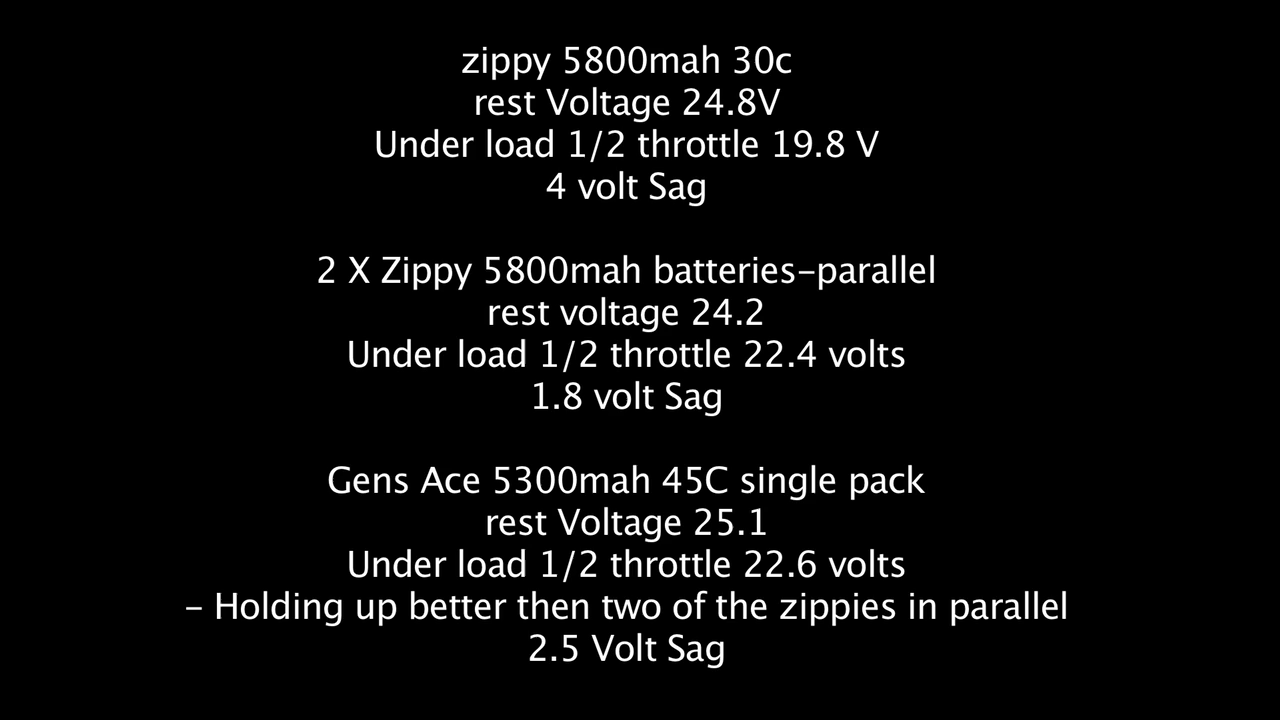 zippy 5800mah 30c
rest Voltage 24.8V
Under load 1/2 throttle 19.8 V
4 volt Sag
2 X Zippy 5800mah batteries-parallel
rest voltage 24.2
Under load 1/2 throttle 22.4 volts
1.8 volt Sag
Gens Ace 5300mah 45C single pack
rest Voltage 25.1
Under load 1/2 throttle 22.6 volts
- Holding up better then two of the zippies in parallel
2.5 Volt Sag